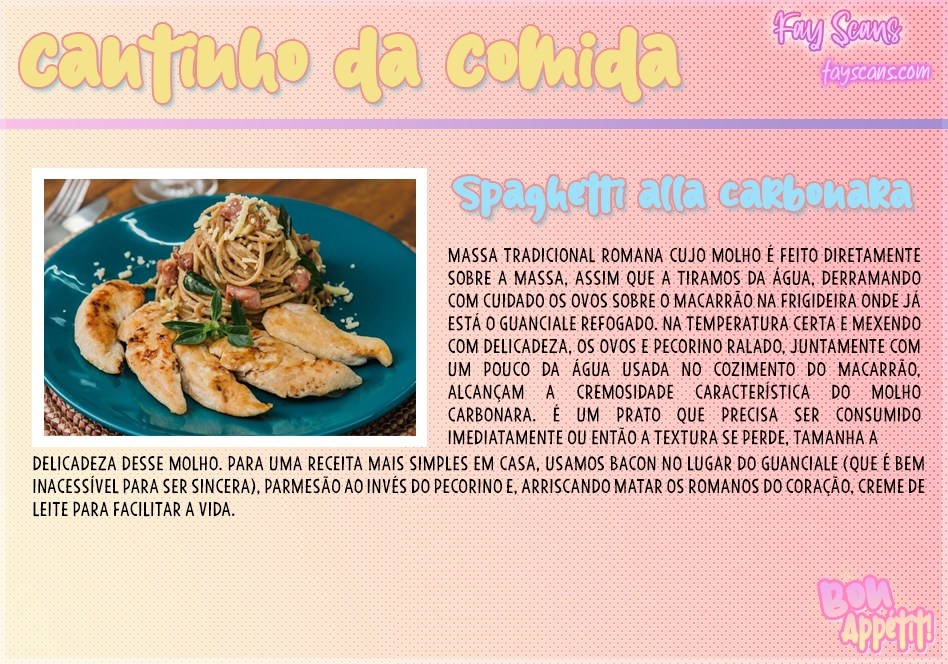 Cantinho da Comida
Fay Scans
fayscans.com
Spaghetti alla carbonara
MASSA TRADICIONAL ROMANA CUJO MOLHO É FEITO DIRETAMENTE
SOBRE A MASSA, ASSIM QUE A TIRAMOS DA ÁGUA, DERRAMANDO
COM CUIDADO OS OVOS SOBRE O MACARRÃO NA FRIGIDEIRA ONDE JÁ
ESTÁ O GUANCIALE REFOGADO. NA TEMPERATURA CERTA E MEXENDO
COM DELICADEZA, OS OVOS E PECORINO RALADO, JUNTAMENTE COM
UM POUCO DA ÁGUA USADA NO COZIMENTO DO MACARRÃO,
ALCANÇAM A CREMOSIDADE CARACTERÍSTICA DO MOLHO
CARBONARA. É UM PRATO QUE PRECISA SER CONSUMIDO
IMEDIATAMENTE OU ENTÃO A TEXTURA SE PERDE, TAMANHA A
DELICADEZA DESSE MOLHO. PARA UMA RECEITA MAIS SIMPLES EM CASA, USAMOS BACON NO LUGAR DO GUANCIALE (QUE É BEM
INACESSÍVEL PARA SER SINCERA), PARMESÃO AO INVÉS DO PECORINO E, ARRISCANDO MATAR OS ROMANOS DO CORAÇÃO, CREME DE
LEITE PARA FACILITAR A VIDA.
Bon
Appétit!